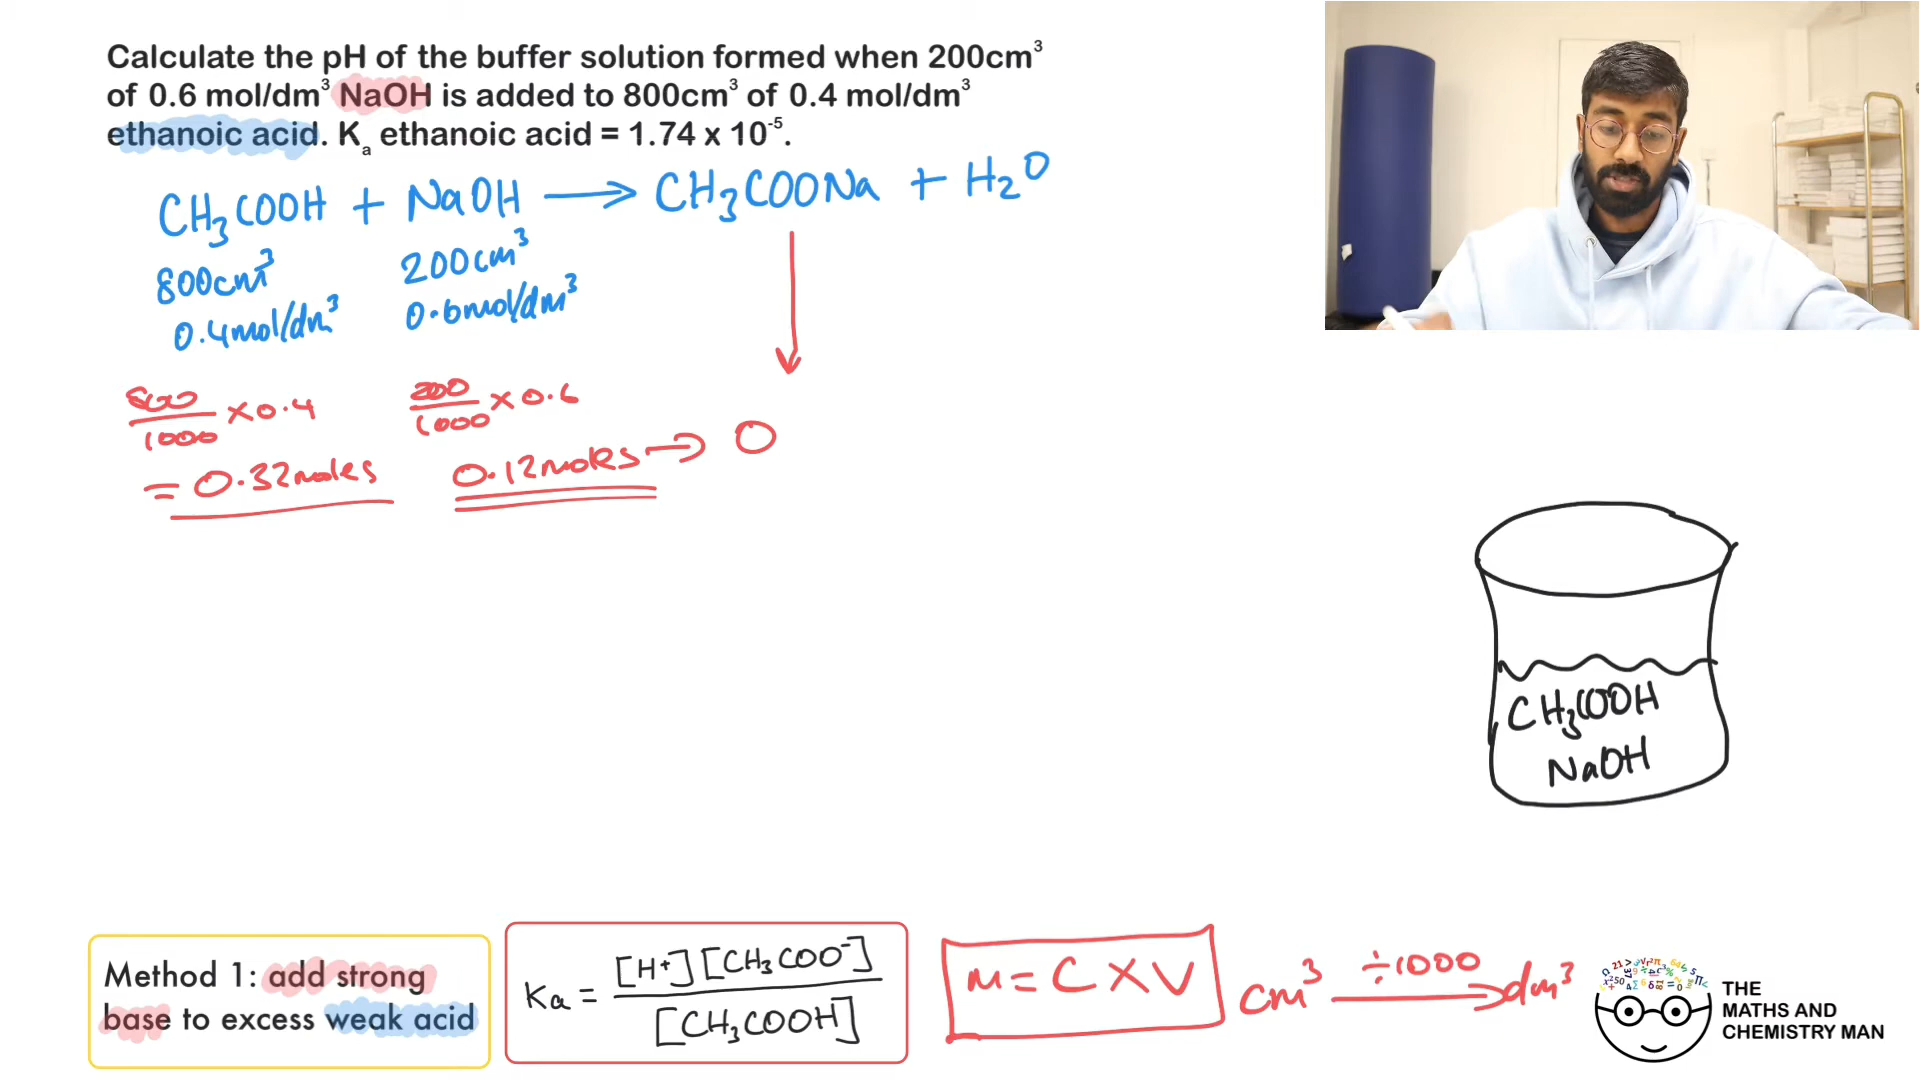 Calculate the pH of the buffer solution formed when 200cm³
of 0.6 mol/dm³ NaOH is added to 800cm³ of 0.4 mol/dm³
ethanoic acid. Kₐ ethanoic acid = 1.74 x 10⁻⁵.
CH₃COOH + NaOH → CH₃COONa + H₂O
800cm³ 200cm³
0.4mol/dm³ 0.6mol/dm³
800/1000 × 0.4 200/1000 × 0.6
= 0.32moles 0.12moles → 0
CH₃COOH
NaOH
Method 1: add strong
base to excess weak acid
Ka = [H⁺][CH₃COO⁻]/[CH₃COOH]
n = C × V
cm³ ÷1000 → dm³
THE
MATHS AND
CHEMISTRY MAN